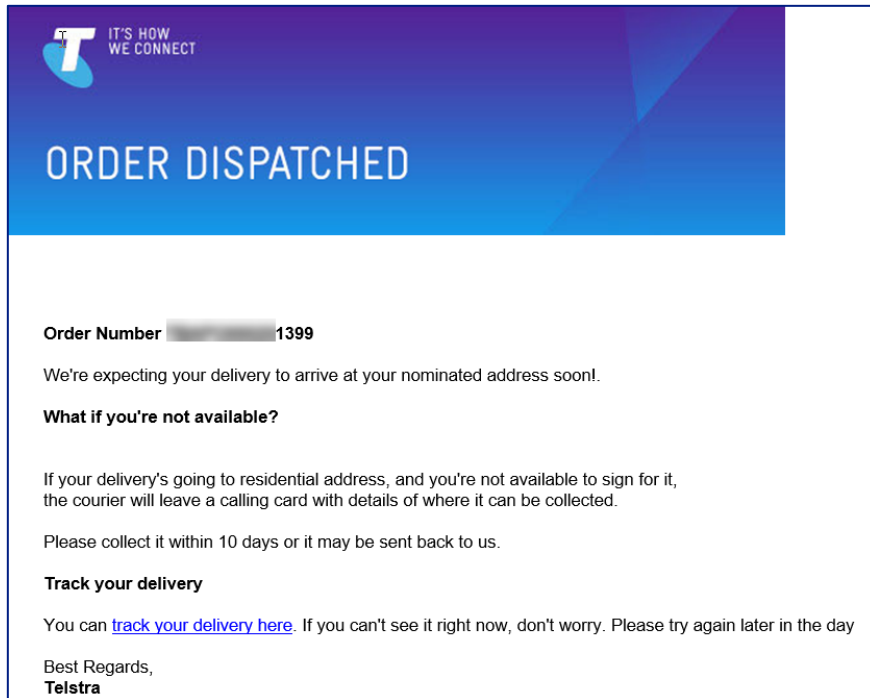 IT'S HOW
WE CONNECT
ORDER DISPATCHED
Order Number 1399
We're expecting your delivery to arrive at your nominated address soon!.
What if you're not available?
If your delivery's going to residential address, and you're not available to sign for it,
the courier will leave a calling card with details of where it can be collected.
Please collect it within 10 days or it may be sent back to us.
Track your delivery
You can track your delivery here. If you can't see it right now, don't worry. Please try again later in the day
Best Regards,
Telstra